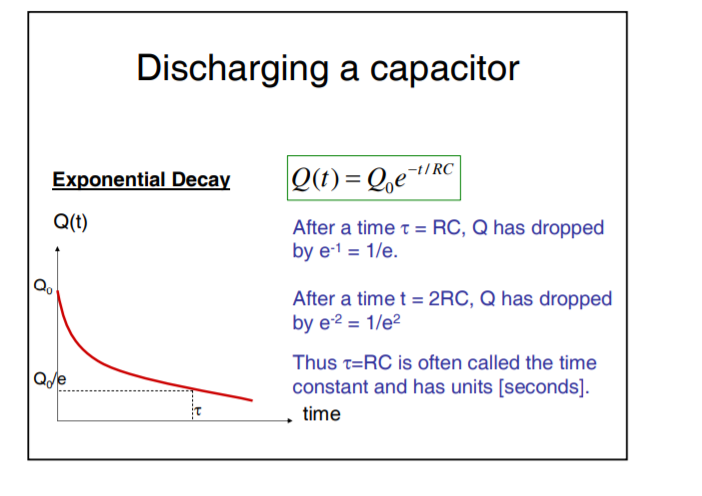 Discharging a capacitor
Exponential Decay
Q(t) = Q₀e^(-t/RC)
Q(t)
After a time τ = RC, Q has dropped
by e⁻¹ = 1/e.
Q₀
After a time t = 2RC, Q has dropped
by e⁻² = 1/e²
Thus τ=RC is often called the time
Q₀/e
constant and has units [seconds].
τ
time